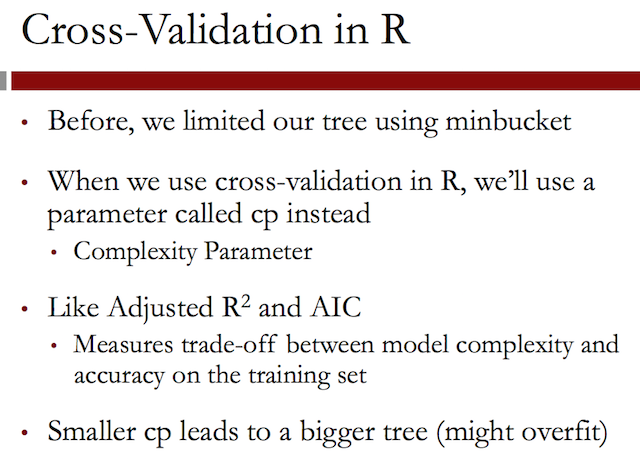 Cross-Validation in R
• Before, we limited our tree using minbucket
• When we use cross-validation in R, we’ll use a
parameter called cp instead
• Complexity Parameter
• Like Adjusted R² and AIC
• Measures trade-off between model complexity and
accuracy on the training set
• Smaller cp leads to a bigger tree (might overfit)